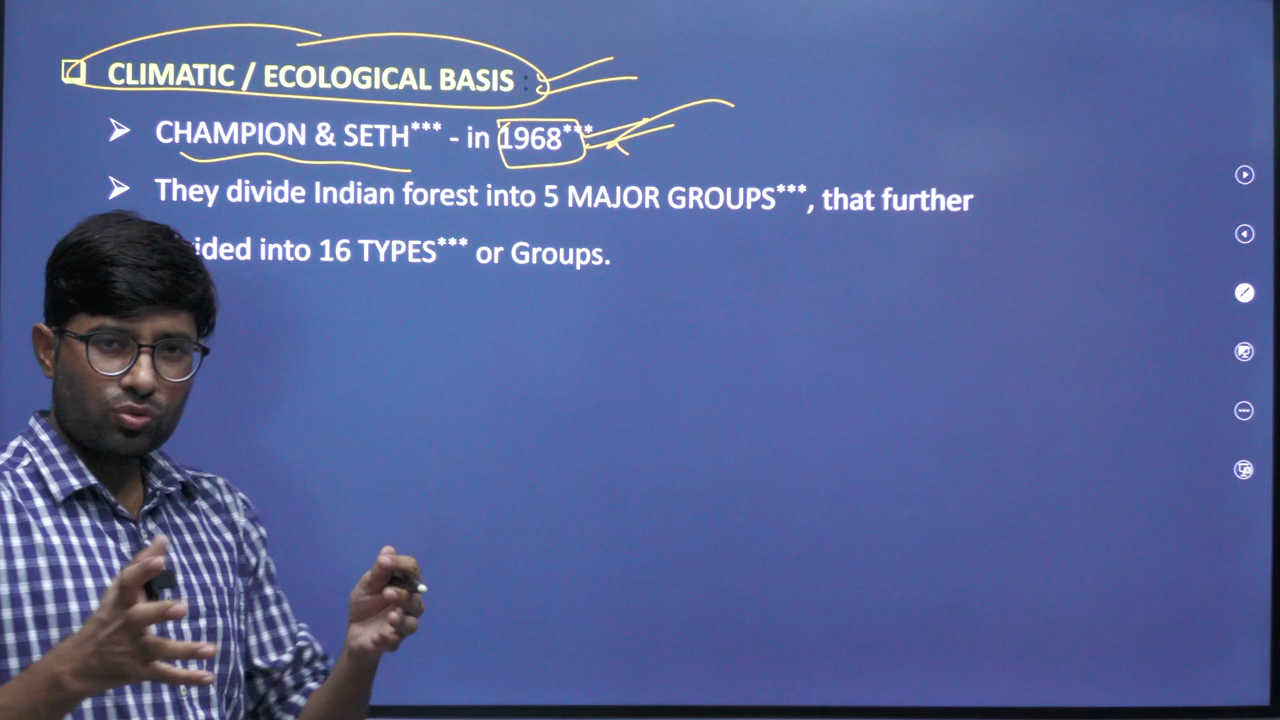 CLIMATIC / ECOLOGICAL BASIS :
CHAMPION & SETH*** - in 1968***
They divide Indian forest into 5 MAJOR GROUPS***, that further
into 16 TYPES*** or Groups.